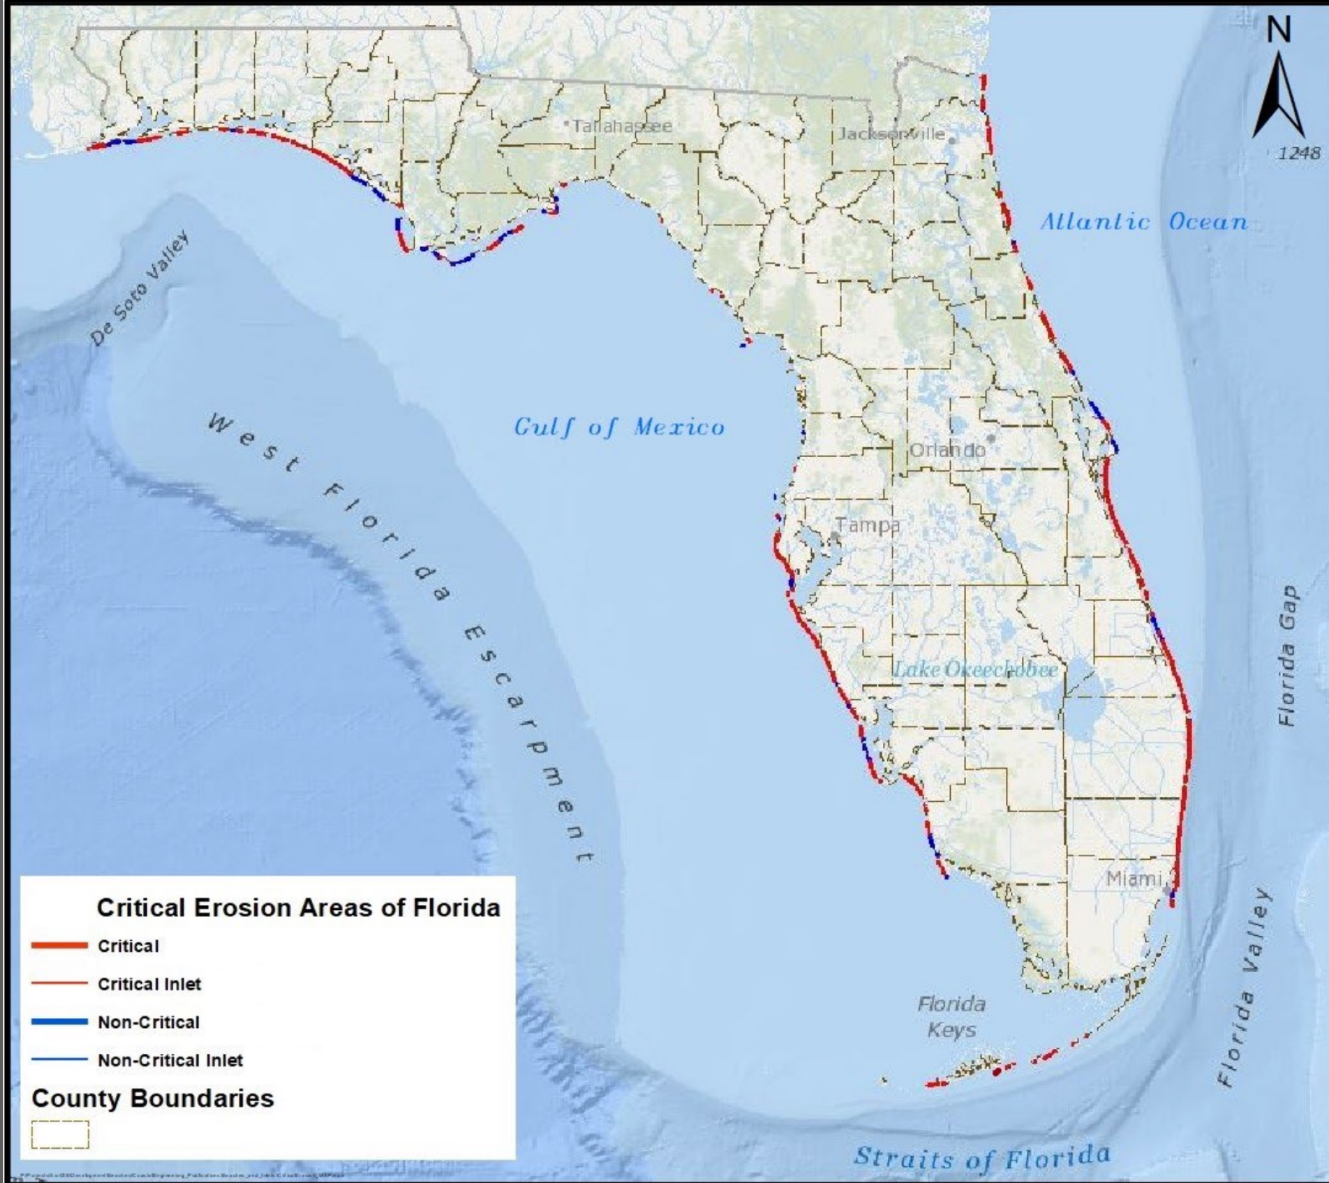 N
1248
Tallahassee
Jacksonville
Atlantic Ocean
De Soto Valley
Gulf of Mexico
West Florida Escarpment
Orlando
Tampa
Florida Gap
Lake Okeechobee
Miami
Florida Valley
Florida
Keys
Straits of Florida
Critical Erosion Areas of Florida
Critical
Critical Inlet
Non-Critical
Non-Critical Inlet
County Boundaries